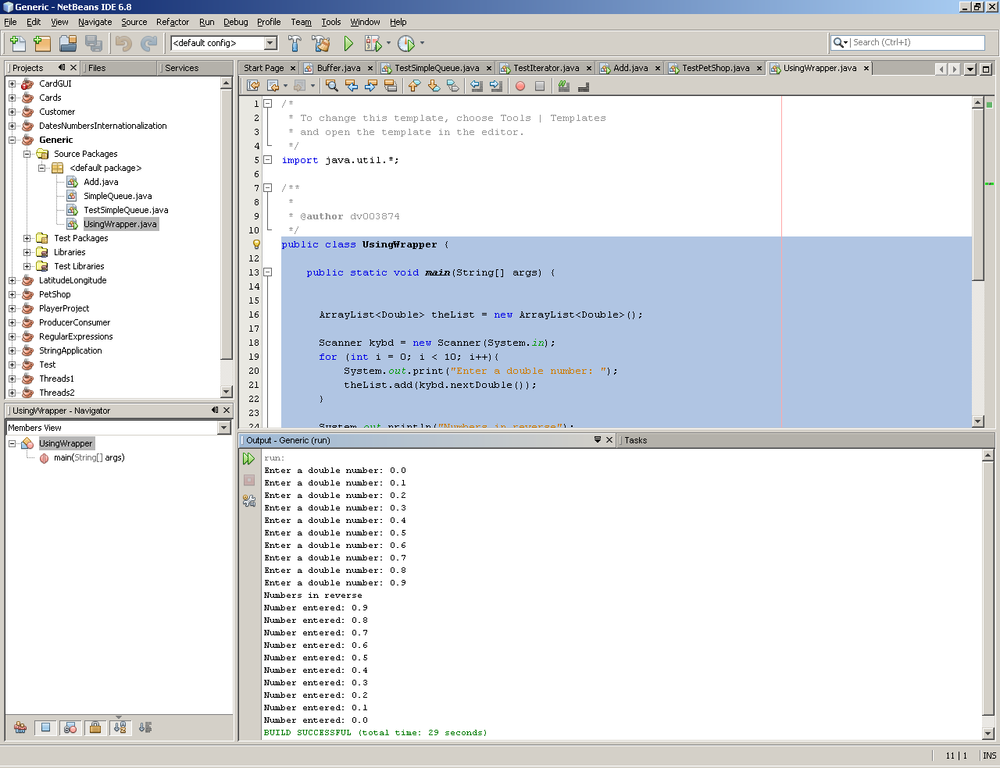 Generic - NetBeans IDE 6.8
File Edit View Navigate Source Refactor Run Debug Profile Team Tools Window Help
<default config>
Search (Ctrl+I)
Projects Files Services
CardGUI
Cards
Customer
DatesNumbersInternationalization
Generic
Source Packages
<default package>
Add.java
SimpleQueue.java
TestSimpleQueue.java
UsingWrapper.java
Test Packages
Libraries
Test Libraries
LatitudeLongitude
PetShop
PlayerProject
ProducerConsumer
RegularExpressions
StringApplication
Test
Threads1
Threads2
UsingWrapper - Navigator
Members View
UsingWrapper
main(String[] args)
Start Page Buffer.java TestSimpleQueue.java TestIterator.java Add.java TestPetShop.java UsingWrapper.java
1 /*
2 * To change this template, choose Tools | Templates
3 * and open the template in the editor.
4 */
5 import java.util.*;
6
7 /**
8 *
9 * @author dv003874
10 */
public class UsingWrapper {
12
13 public static void main(String[] args) {
14
15
16 ArrayList<Double> theList = new ArrayList<Double>();
17
18 Scanner kybd = new Scanner(System.in);
19 for (int i = 0; i < 10; i++){
20 System.out.print("Enter a double number: ");
21 theList.add(kybd.nextDouble());
22 }
23
24 System.out.println("Numbers in reverse");
Output - Generic (run) Tasks
run:
Enter a double number: 0.0
Enter a double number: 0.1
Enter a double number: 0.2
Enter a double number: 0.3
Enter a double number: 0.4
Enter a double number: 0.5
Enter a double number: 0.6
Enter a double number: 0.7
Enter a double number: 0.8
Enter a double number: 0.9
Numbers in reverse
Number entered: 0.9
Number entered: 0.8
Number entered: 0.7
Number entered: 0.6
Number entered: 0.5
Number entered: 0.4
Number entered: 0.3
Number entered: 0.2
Number entered: 0.1
Number entered: 0.0
BUILD SUCCESSFUL (total time: 29 seconds)
11 | 1 INS